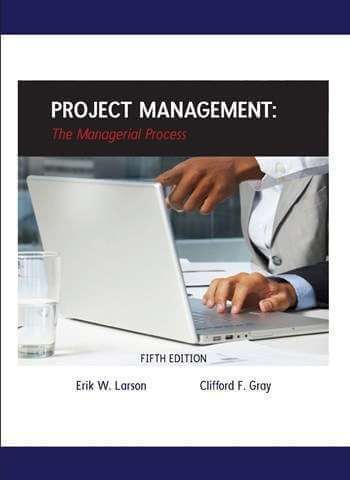 PROJECT MANAGEMENT:
The Managerial Process
FIFTH EDITION
Erik W. Larson Clifford F. Gray